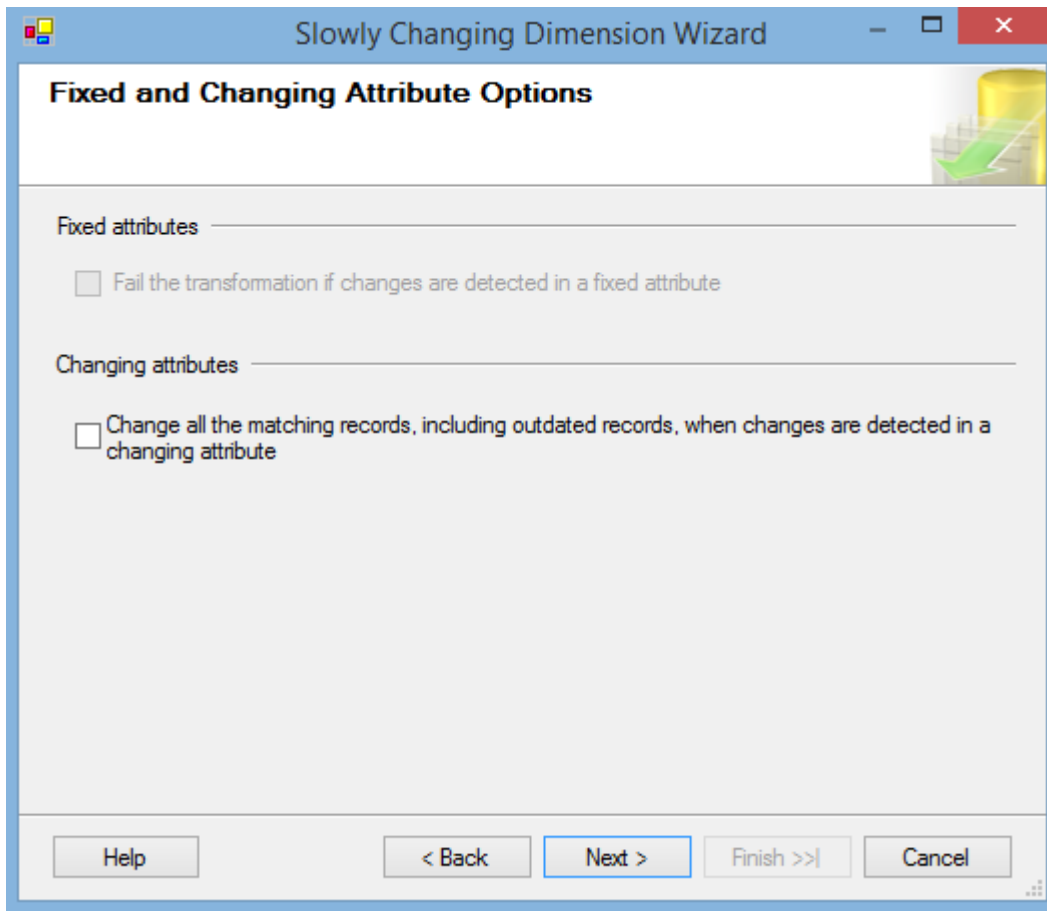 Slowly Changing Dimension Wizard
Fixed and Changing Attribute Options
Fixed attributes
Fail the transformation if changes are detected in a fixed attribute
Changing attributes
Change all the matching records, including outdated records, when changes are detected in a
changing attribute
Help
< Back
Next >
Finish >>|
Cancel